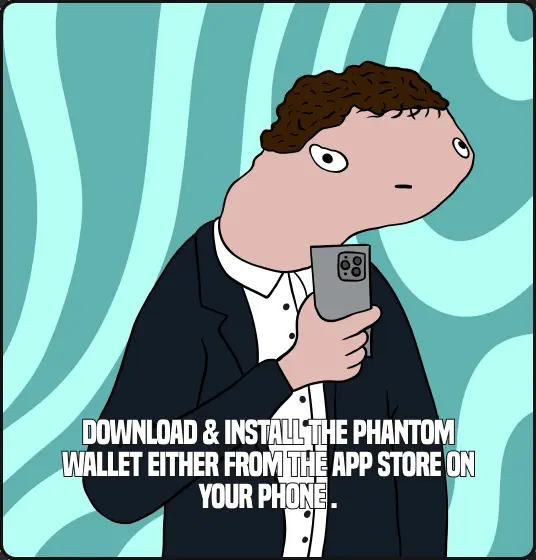 DOWNLOAD & INSTALL THE PHANTOM
WALLET EITHER FROM THE APP STORE ON
YOUR PHONE .